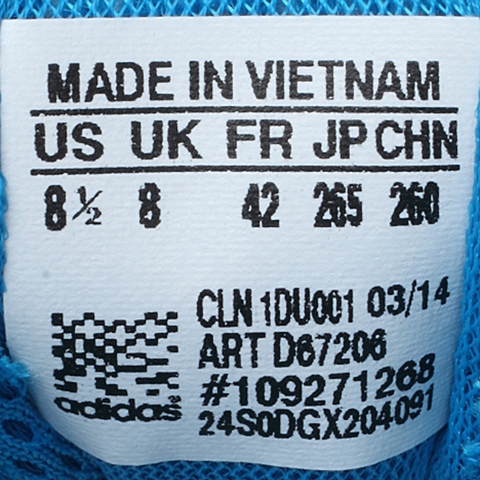 MADE IN VIETNAM
US UK FR JP CHN
8½ 8 42 265 260
CLN 1DU001 03/14
ART D67206
#109271268
24S0DGX204091
adidas